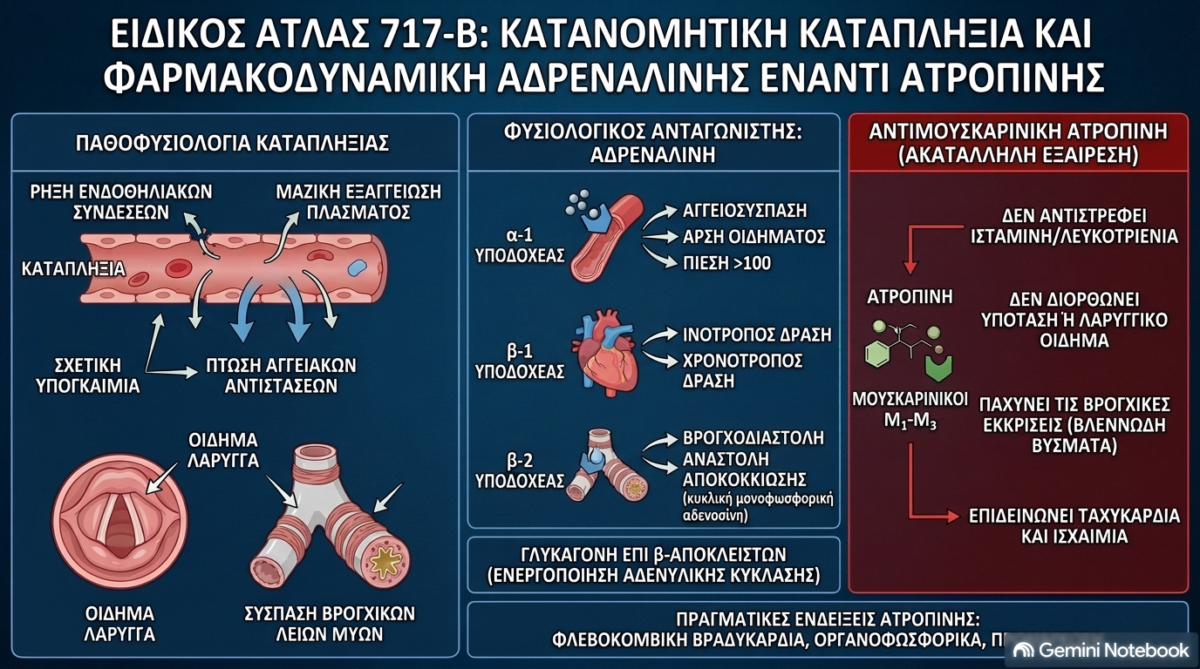 ΕΙΔΙΚΟΣ ΑΤΛΑΣ 717-Β: ΚΑΤΑΝΟΜΗΤΙΚΗ ΚΑΤΑΠΛΗΞΙΑ ΚΑΙ
ΦΑΡΜΑΚΟΔΥΝΑΜΙΚΗ ΑΔΡΕΝΑΛΙΝΗΣ ΕΝΑΝΤΙ ΑΤΡΟΠΙΝΗΣ
ΠΑΘΟΦΥΣΙΟΛΟΓΙΑ ΚΑΤΑΠΛΗΞΙΑΣ
ΡΗΞΗ ΕΝΔΟΘΗΛΙΑΚΩΝ
ΣΥΝΔΕΣΕΩΝ
ΜΑΖΙΚΗ ΕΞΑΓΓΕΙΩΣΗ
ΠΛΑΣΜΑΤΟΣ
ΚΑΤΑΠΛΗΞΙΑ
ΣΧΕΤΙΚΗ
ΥΠΟΓΚΑΙΜΙΑ
ΠΤΩΣΗ ΑΓΓΕΙΑΚΩΝ
ΑΝΤΙΣΤΑΣΕΩΝ
ΟΙΔΗΜΑ
ΛΑΡΥΓΓΑ
ΟΙΔΗΜΑ
ΛΑΡΥΓΓΑ
ΣΥΣΠΑΣΗ ΒΡΟΓΧΙΚΩΝ
ΛΕΙΩΝ ΜΥΩΝ
ΦΥΣΙΟΛΟΓΙΚΟΣ ΑΝΤΑΓΩΝΙΣΤΗΣ:
ΑΔΡΕΝΑΛΙΝΗ
α-1
ΥΠΟΔΟΧΕΑΣ
ΑΓΓΕΙΟΣΥΣΠΑΣΗ
ΑΡΣΗ ΟΙΔΗΜΑΤΟΣ
ΠΙΕΣΗ >100
β-1
ΥΠΟΔΟΧΕΑΣ
ΙΝΟΤΡΟΠΟΣ ΔΡΑΣΗ
ΧΡΟΝΟΤΡΟΠΟΣ
ΔΡΑΣΗ
β-2
ΥΠΟΔΟΧΕΑΣ
ΒΡΟΓΧΟΔΙΑΣΤΟΛΗ
ΑΝΑΣΤΟΛΗ
ΑΠΟΚΟΚΚΙΩΣΗΣ
(κυκλική μονοφωσφορική
αδενοσίνη)
ΓΛΥΚΑΓΟΝΗ ΕΠΙ β-ΑΠΟΚΛΕΙΣΤΩΝ
(ΕΝΕΡΓΟΠΟΙΗΣΗ ΑΔΕΝΥΛΙΚΗΣ ΚΥΚΛΑΣΗΣ)
ΑΝΤΙΜΟΥΣΚΑΡΙΝΙΚΗ ΑΤΡΟΠΙΝΗ
(ΑΚΑΤΑΛΛΗΛΗ ΕΞΑΙΡΕΣΗ)
ΔΕΝ ΑΝΤΙΣΤΡΕΦΕΙ
ΙΣΤΑΜΙΝΗ/ΛΕΥΚΟΤΡΙΕΝΙΑ
ΑΤΡΟΠΙΝΗ
ΔΕΝ ΔΙΟΡΘΩΝΕΙ
ΥΠΟΤΑΣΗ Ή ΛΑΡΥΓΓΙΚΟ
ΟΙΔΗΜΑ
ΜΟΥΣΚΑΡΙΝΙΚΟΙ
M₁-M₃
ΠΑΧΥΝΕΙ ΤΙΣ ΒΡΟΓΧΙΚΕΣ
ΕΚΚΡΙΣΕΙΣ (ΒΛΕΝΝΩΔΗ
ΒΥΣΜΑΤΑ)
ΕΠΙΔΕΙΝΩΝΕΙ ΤΑΧΥΚΑΡΔΙΑ
ΚΑΙ ΙΣΧΑΙΜΙΑ
ΠΡΑΓΜΑΤΙΚΕΣ ΕΝΔΕΙΞΕΙΣ ΑΤΡΟΠΙΝΗΣ:
ΦΛΕΒΟΚΟΜΒΙΚΗ ΒΡΑΔΥΚΑΡΔΙΑ, ΟΡΓΑΝΟΦΩΣΦΟΡΙΚΑ,
Gemini Notebook